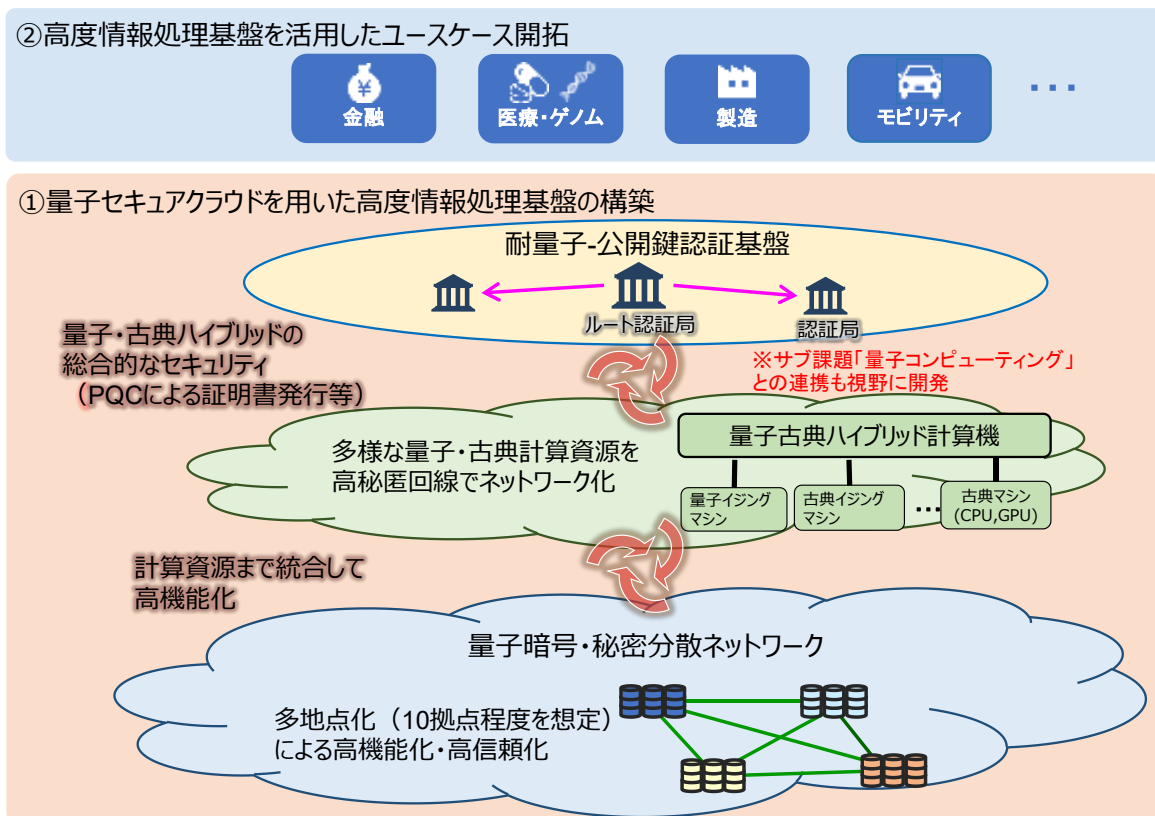 ②高度情報処理基盤を活用したユースケース開拓
金融
医療・ゲノム
製造
モビリティ
･･･
①量子セキュアクラウドを用いた高度情報処理基盤の構築
耐量子-公開鍵認証基盤
ルート認証局
認証局
量子・古典ハイブリッドの
総合的なセキュリティ
（PQCによる証明書発行等）
※サブ課題「量子コンピューティング」
との連携も視野に開発
多様な量子・古典計算資源を
高秘匿回線でネットワーク化
量子古典ハイブリッド計算機
量子イジング
マシン
古典イジング
マシン
…
古典マシン
(CPU,GPU)
計算資源まで統合して
高機能化
量子暗号・秘密分散ネットワーク
多地点化（10拠点程度を想定）
による高機能化・高信頼化